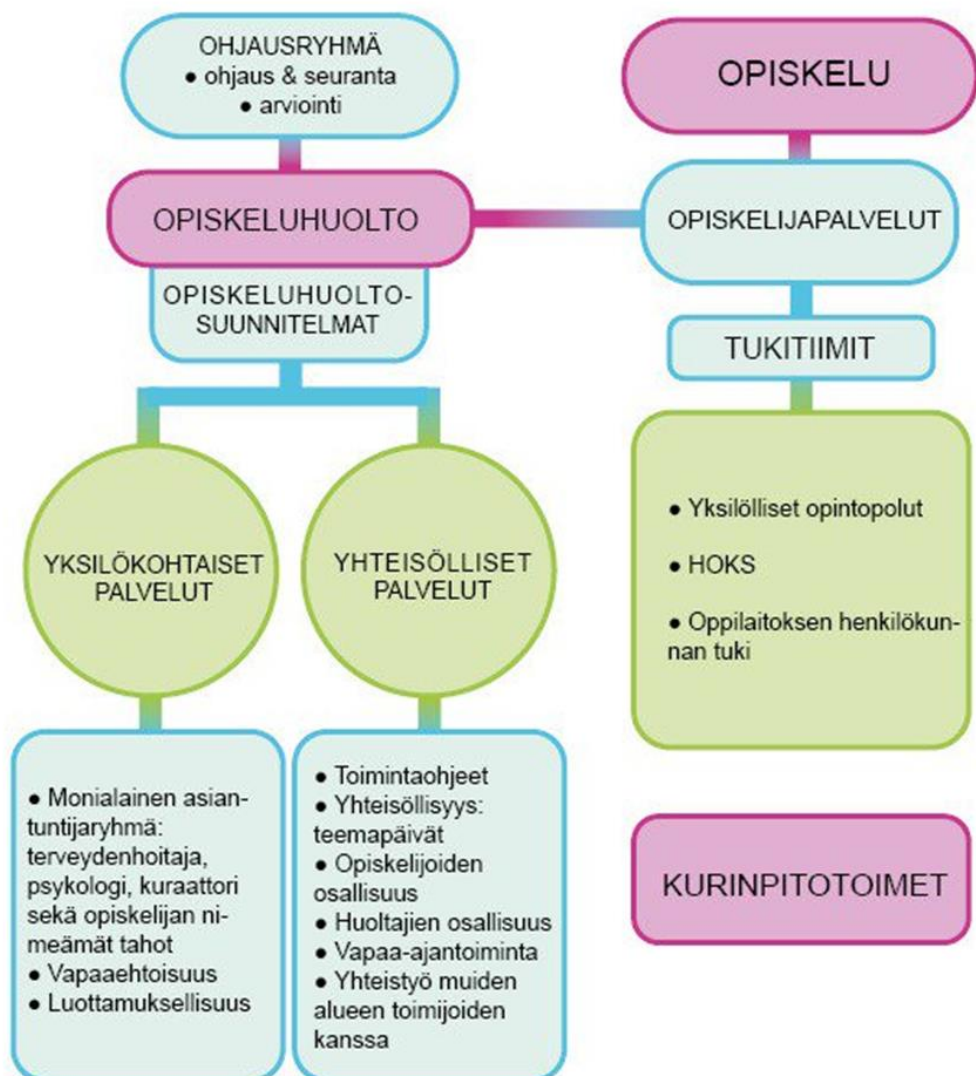 OHJAUSRYHMÄ
● ohjaus & seuranta
● arviointi
OPISKELUHUOLTO
OPISKELUHUOLTO-
SUUNNITELMAT
YKSILÖKOHTAISET
PALVELUT
YHTEISÖLLISET
PALVELUT
● Monialainen asian-
tuntijaryhmä:
terveydenhoitaja,
psykologi, kuraattori
sekä opiskelijan ni-
meämät tahot
● Vapaaehtoisuus
● Luottamuksellisuus
● Toimintaohjeet
● Yhteisöllisyys:
teemapäivät
● Opiskelijoiden
osallisuus
● Huoltajien osallisuus
● Vapaa-ajantoiminta
● Yhteistyö muiden
alueen toimijoiden
kanssa
OPISKELU
OPISKELIJAPALVELUT
TUKITIIMIT
● Yksilölliset opintopolut
● HOKS
● Oppilaitoksen henkilökun-
nan tuki
KURINPITOTOIMET